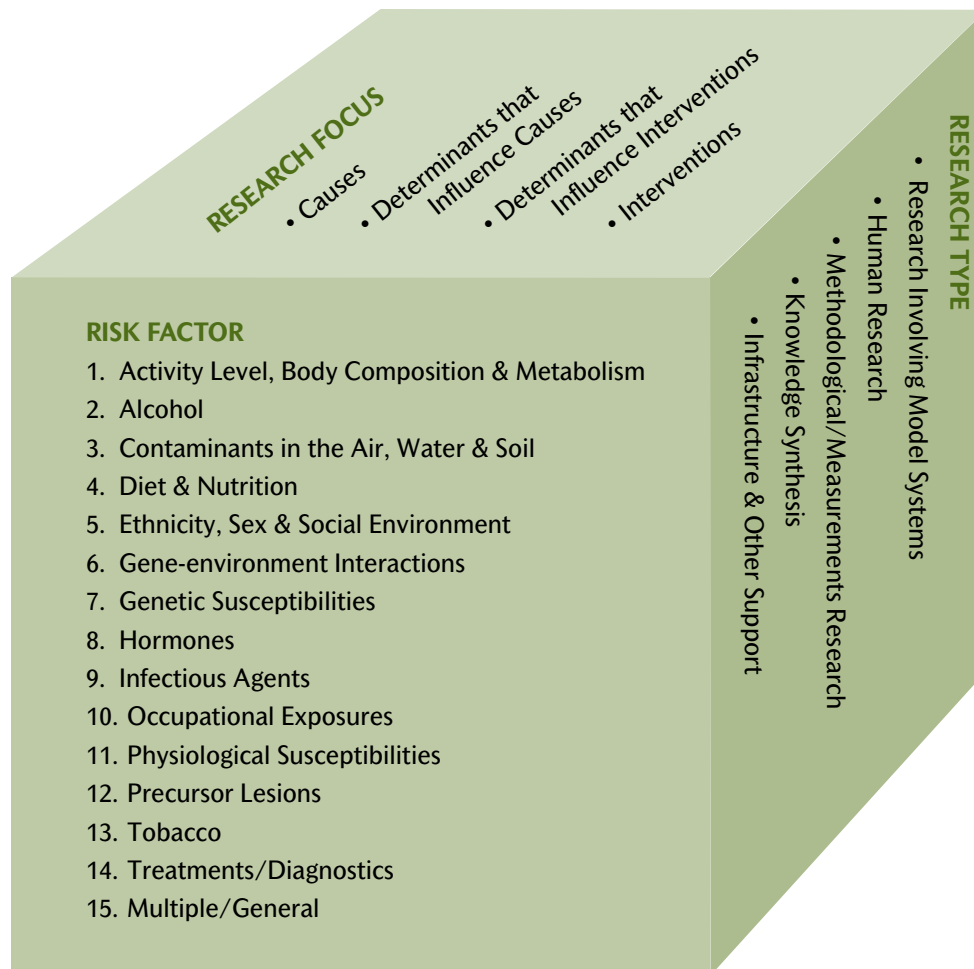 RESEARCH FOCUS
• Causes
• Determinants that
Influence Causes
• Determinants that
Influence Interventions
• Interventions
RISK FACTOR
1. Activity Level, Body Composition & Metabolism
2. Alcohol
3. Contaminants in the Air, Water & Soil
4. Diet & Nutrition
5. Ethnicity, Sex & Social Environment
6. Gene-environment Interactions
7. Genetic Susceptibilities
8. Hormones
9. Infectious Agents
10. Occupational Exposures
11. Physiological Susceptibilities
12. Precursor Lesions
13. Tobacco
14. Treatments/Diagnostics
15. Multiple/General
RESEARCH TYPE
• Research Involving Model Systems
• Human Research
• Methodological/Measurements Research
• Knowledge Synthesis
• Infrastructure & Other Support